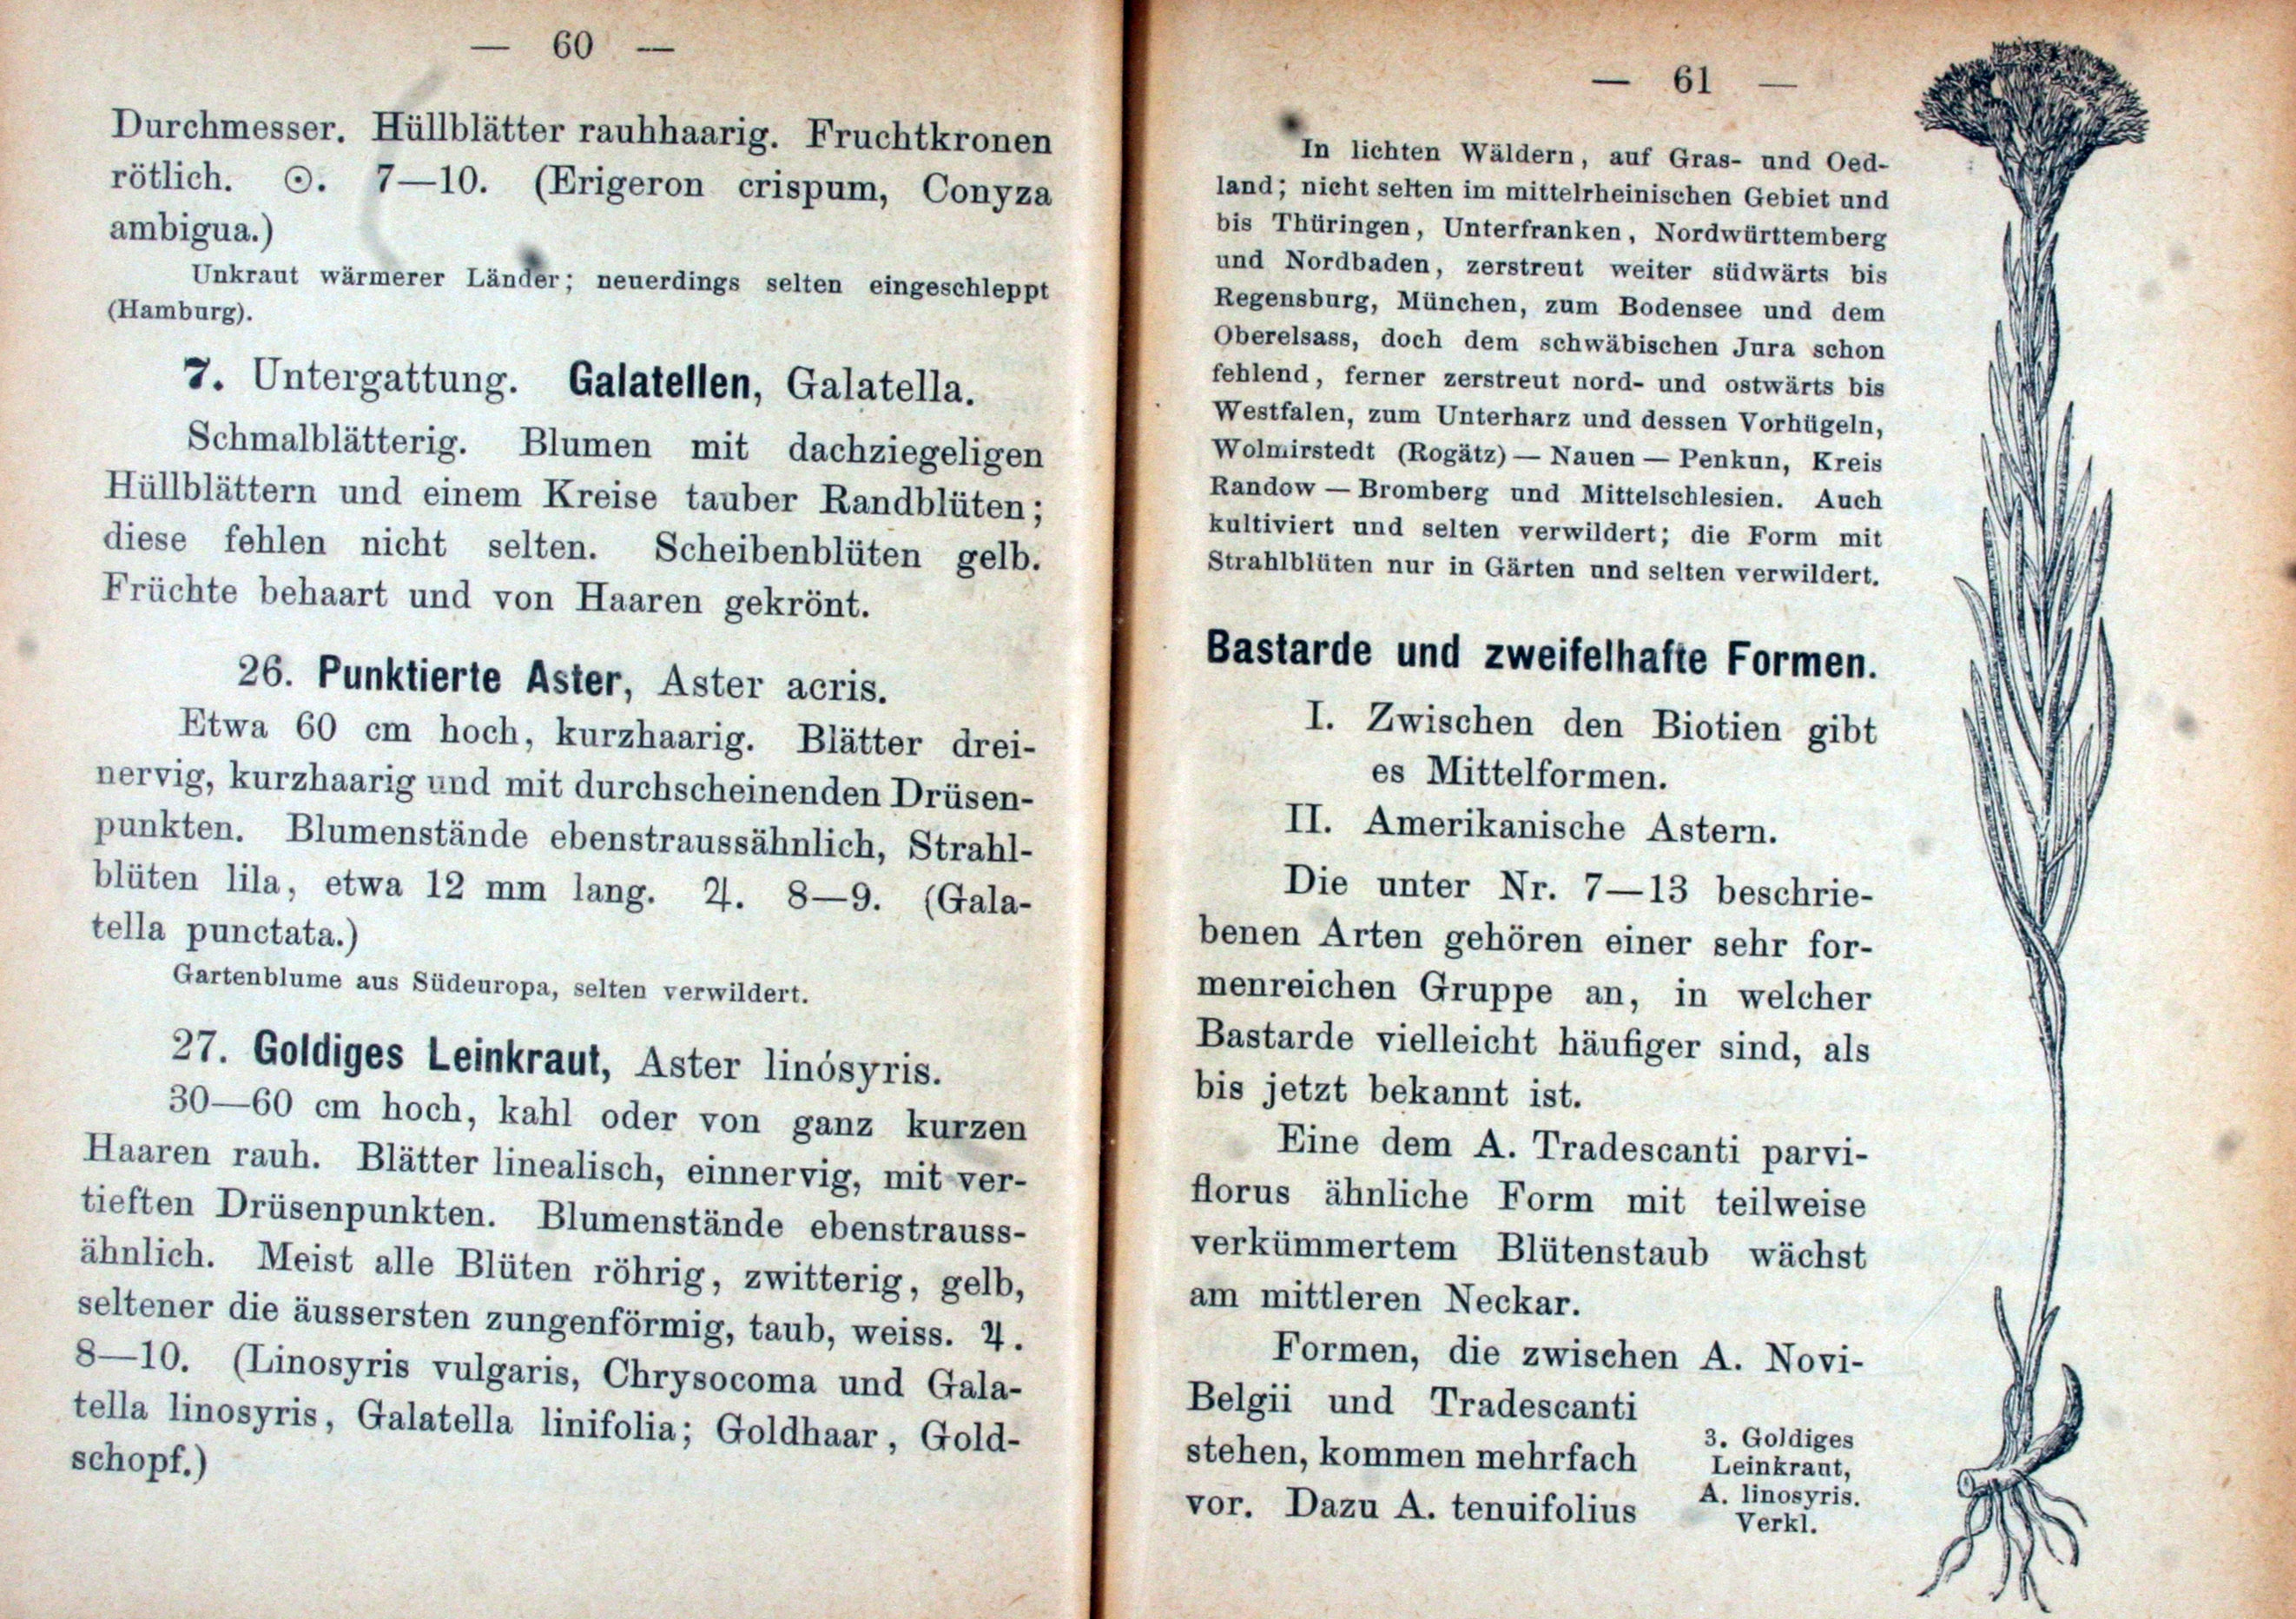 — 60 —
Durchmesser. Hüllblätter rauhhaarig. Fruchtkronen
rötlich. ⊙. 7—10. (Erigeron crispum, Conyza
ambigua.)
Unkraut wärmerer Länder; neuerdings selten eingeschleppt
(Hamburg).
7. Untergattung. Galatellen, Galatella.
Schmalblätterig. Blumen mit dachziegeligen
Hüllblättern und einem Kreise tauber Randblüten;
diese fehlen nicht selten. Scheibenblüten gelb.
Früchte behaart und von Haaren gekrönt.
26. Punktierte Aster, Aster acris.
Etwa 60 cm hoch, kurzhaarig. Blätter drei-
nervig, kurzhaarig und mit durchscheinenden Drüsen-
punkten. Blumenstände ebenstraussähnlich, Strahl-
blüten lila, etwa 12 mm lang. ♃. 8—9. (Gala-
tella punctata.)
Gartenblume aus Südeuropa, selten verwildert.
27. Goldiges Leinkraut, Aster linósyris.
30—60 cm hoch, kahl oder von ganz kurzen
Haaren rauh. Blätter linealisch, einnervig, mit ver-
tieften Drüsenpunkten. Blumenstände ebenstrauss-
ähnlich. Meist alle Blüten röhrig, zwitterig, gelb,
seltener die äussersten zungenförmig, taub, weiss. ♃.
8—10. (Linosyris vulgaris, Chrysocoma und Gala-
tella linosyris, Galatella linifolia; Goldhaar, Gold-
schopf.)
— 61 —
In lichten Wäldern, auf Gras- und Oed-
land; nicht selten im mittelrheinischen Gebiet und
bis Thüringen, Unterfranken, Nordwürttemberg
und Nordbaden, zerstreut weiter südwärts bis
Regensburg, München, zum Bodensee und dem
Oberelsass, doch dem schwäbischen Jura schon
fehlend, ferner zerstreut nord- und ostwärts bis
Westfalen, zum Unterharz und dessen Vorhügeln,
Wolmirstedt (Rogätz) — Nauen — Penkun, Kreis
Randow — Bromberg und Mittelschlesien. Auch
kultiviert und selten verwildert; die Form mit
Strahlblüten nur in Gärten und selten verwildert.
Bastarde und zweifelhafte Formen.
I. Zwischen den Biotien gibt
es Mittelformen.
II. Amerikanische Astern.
Die unter Nr. 7—13 beschrie-
benen Arten gehören einer sehr for-
menreichen Gruppe an, in welcher
Bastarde vielleicht häufiger sind, als
bis jetzt bekannt ist.
Eine dem A. Tradescanti parvi-
florus ähnliche Form mit teilweise
verkümmertem Blütenstaub wächst
am mittleren Neckar.
Formen, die zwischen A. Novi-
Belgii und Tradescanti
stehen, kommen mehrfach
vor. Dazu A. tenuifolius
3. Goldiges
Leinkraut,
A. linosyris.
Verkl.